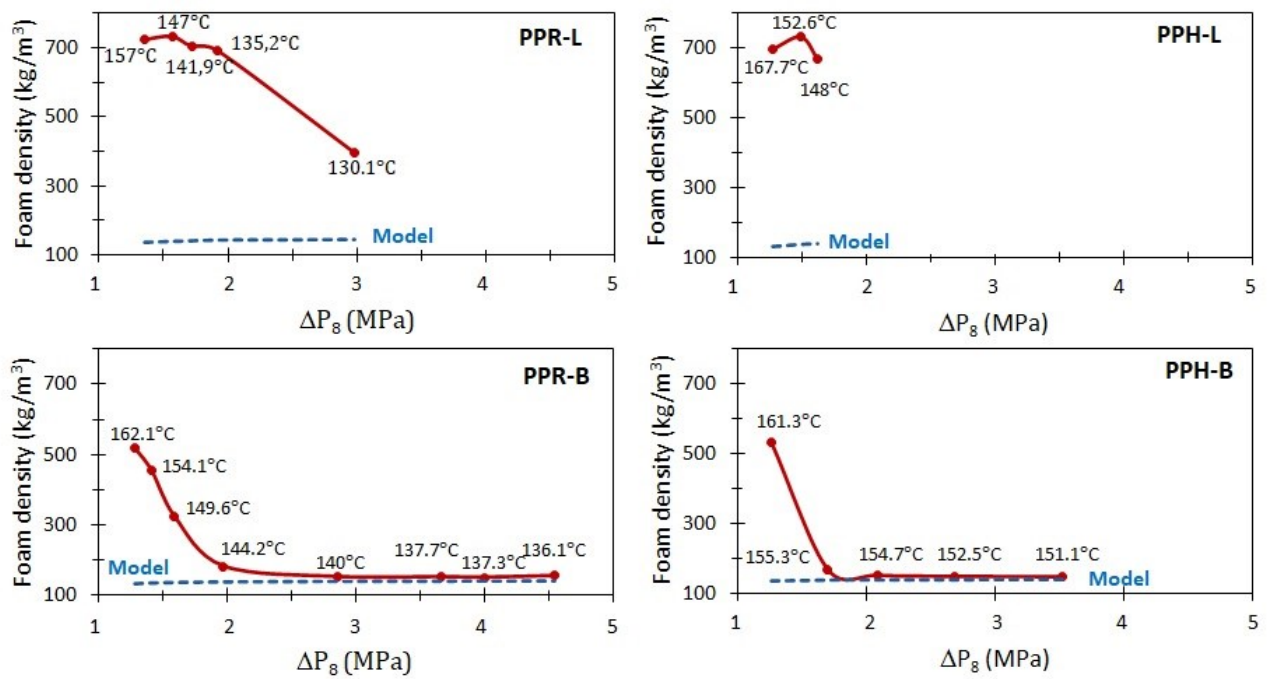 Foam density (kg/m³)
700
500
300
100
PPR-L
147°C
157°C
141,9°C
135,2°C
130.1°C
Model
1 2 3 4 5
ΔP₈ (MPa)
Foam density (kg/m³)
700
500
300
100
PPH-L
152.6°C
167.7°C
148°C
Model
1 2 3 4 5
ΔP₈ (MPa)
Foam density (kg/m³)
700
500
300
100
PPR-B
162.1°C
154.1°C
149.6°C
144.2°C
140°C
137.7°C
137.3°C
136.1°C
Model
1 2 3 4 5
ΔP₈ (MPa)
Foam density (kg/m³)
700
500
300
100
PPH-B
161.3°C
155.3°C
154.7°C
152.5°C
151.1°C
Model
1 2 3 4 5
ΔP₈ (MPa)